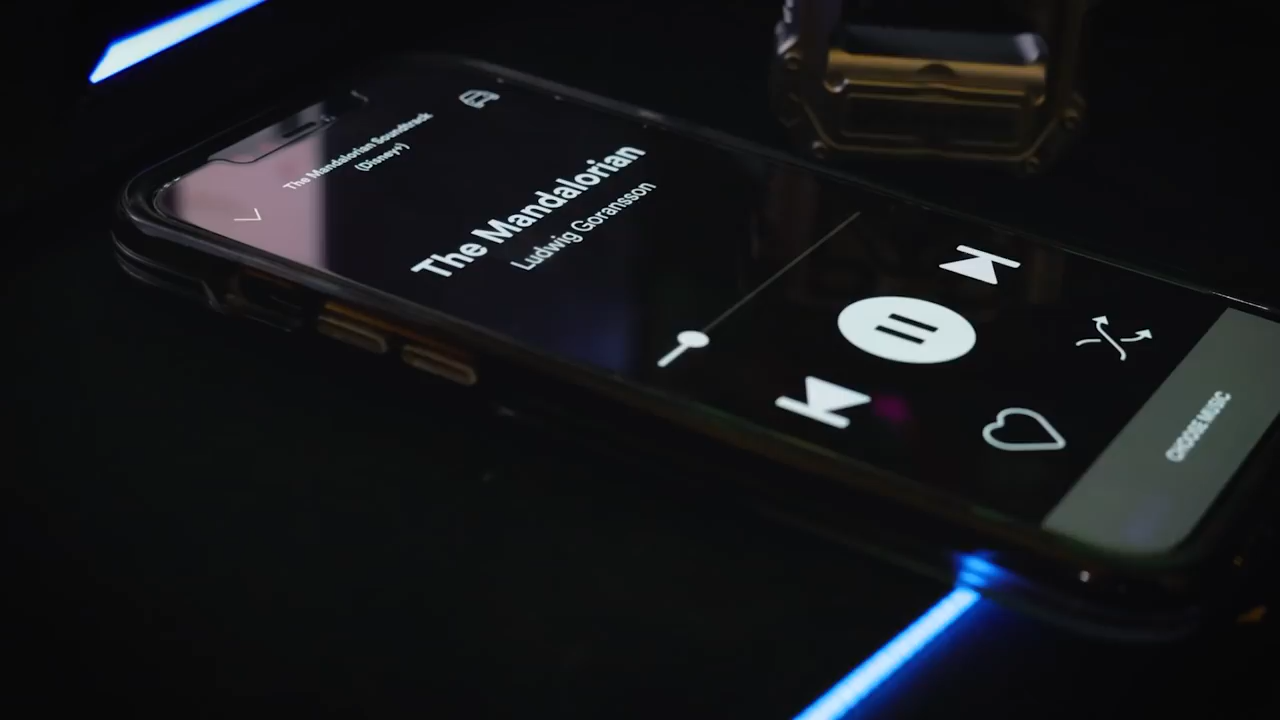 The Mandalorian Soundtrack
(Disney+)
The Mandalorian
Ludwig Goransson
CHOOSE MUSIC